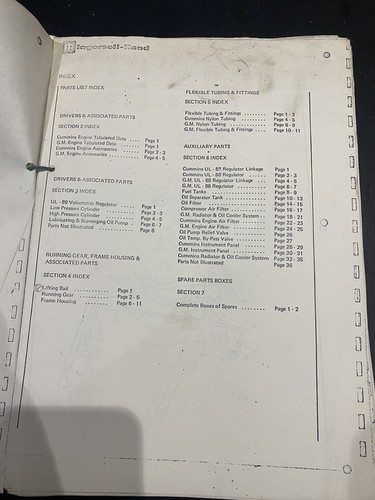 Ingersoll-Rand
INDEX
PARTS LIST INDEX
DRIVERS & ASSOCIATED PARTS
SECTION 2 INDEX
Cummins Engine Tabulated Data .... Page 1
G.M. Engine Tabulated Data .... Page 1
Cummins Engine Accessories .... Page 2 - 3
G.M. Engine Accessories .... Page 4 - 5
DRIVERS & ASSOCIATED PARTS
SECTION 3 INDEX
UL - 89 Volumetric Regulator .... Page 1
Low Pressure Cylinder .... Page 2 - 3
High Pressure Cylinder .... Page 4 - 5
Lubricating & Scavenging Oil Pump . Page 6 - 7
Parts Not Illustrated .... Page 8
RUNNING GEAR, FRAME HOUSING &
ASSOCIATED PARTS
SECTION 4 INDEX
Lifting Bail .......... Page 1
Running Gear .......... Page 2 - 5
Frame Housing .......... Page 6 - 11
FLEXIBLE TUBING & FITTINGS
SECTION 5 INDEX
Flexible Tubing & Fittings .... Page 1 - 3
Cummins Nylon Tubing .... Page 4 - 5
G.M. Nylon Tubing .... Page 6 - 9
G.M. Flexible Tubing & Fittings .... Page 10 - 11
AUXILIARY PARTS
SECTION 6 INDEX
Cummins UL - 88 Regulator Linkage Page 1
Cummins UL - 88 Regulator .... Page 2 - 3
G.M. UL - 88 Regulator Linkage .... Page 4 - 5
G.M. UL - 88 Regulator .... Page 6 - 7
Fuel Tanks .... Page 8 - 9
Oil Separator Tank .... Page 10 - 13
Oil Filter .... Page 14 - 15
Compressor Air Filter .... Page 16 - 17
G.M. Radiator & Oil Cooler System . Page 18 - 21
Cummins Engine Air Filter .... Page 22 - 23
G.M. Engine Air Filter .... Page 24 - 25
Oil Pump Relief Valve .... Page 26
Oil Temp. By-Pass Valve .... Page 27
Cummins Instrument Panel .... Page 28 - 29
G.M. Instrument Panel .... Page 30 - 31
Cummins Radiator & Oil Cooler System Page 32 - 35
Parts Not Illustrated Page 36
SPARE PARTS BOXES
SECTION 7
Complete Boxes of Spares ........ Page 1 - 2